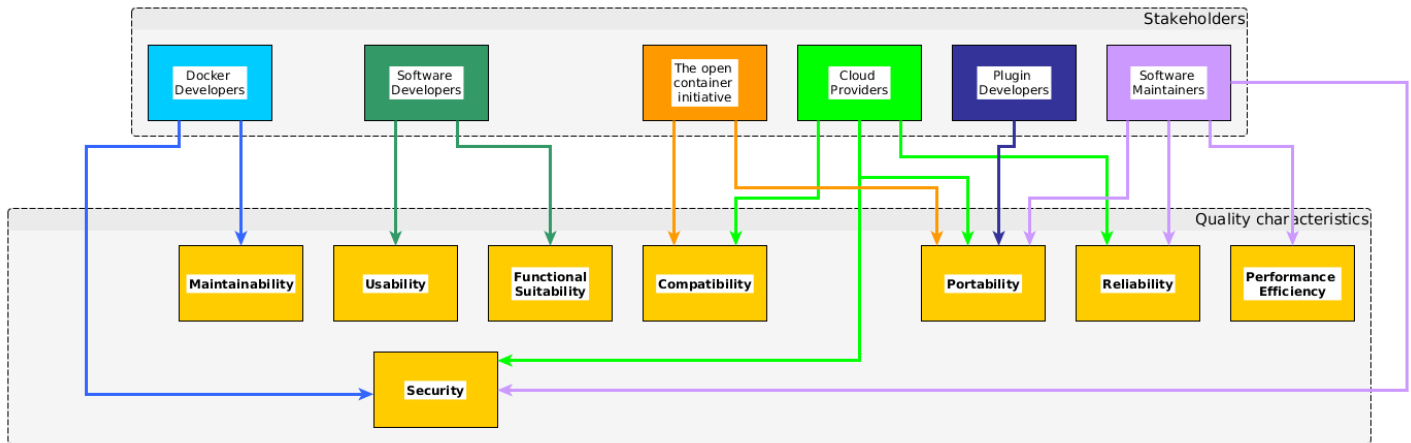 Stakeholders
Docker
Developers
Software
Developers
The open
container
initiative
Cloud
Providers
Plugin
Developers
Software
Maintainers
Quality characteristics
Maintainability
Usability
Functional
Suitability
Compatibility
Portability
Reliability
Performance
Efficiency
Security